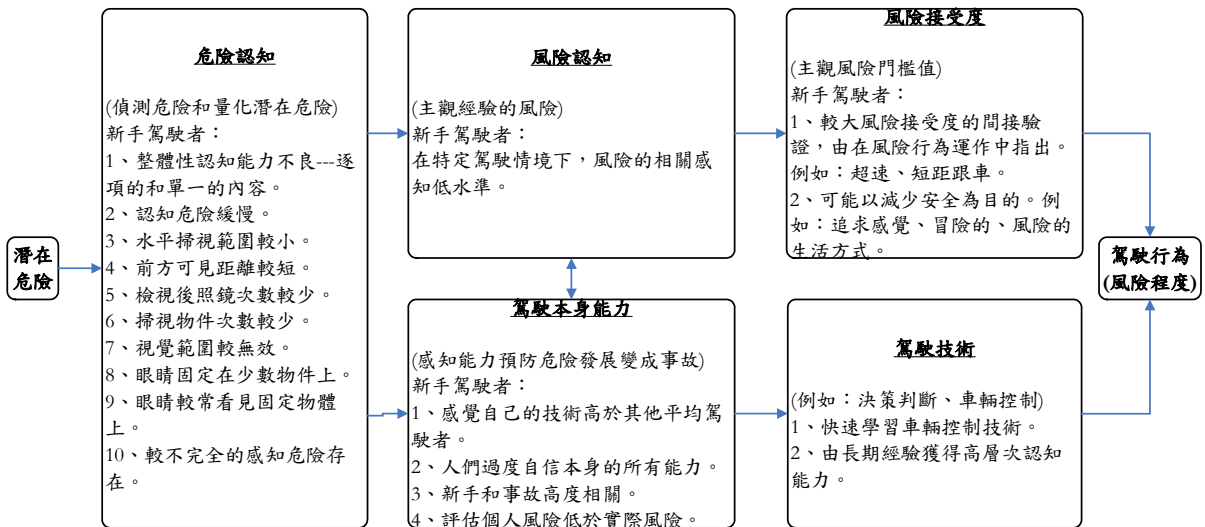 潛在
危險
危險認知
(偵測危險和量化潛在危險)
新手駕駛者：
1、整體性認知能力不良---逐
項的和單一的內容。
2、認知危險緩慢。
3、水平掃視範圍較小。
4、前方可見距離較短。
5、檢視後照鏡次數較少。
6、掃視物件次數較少。
7、視覺範圍較無效。
8、眼睛固定在少數物件上。
9、眼睛較常看見固定物體
上。
10、較不完全的感知危險存
在。
風險認知
(主觀經驗的風險)
新手駕駛者：
在特定駕駛情境下，風險的相關感
知低水準。
駕駛本身能力
(感知能力預防危險發展變成事故)
新手駕駛者：
1、感覺自己的技術高於其他平均駕
駛者。
2、人們過度自信本身的所有能力。
3、新手和事故高度相關。
4、評估個人風險低於實際風險。
風險接受度
(主觀風險門檻值)
新手駕駛者：
1、較大風險接受度的間接驗
證，由在風險行為運作中指出。
例如：超速、短距跟車。
2、可能以減少安全為目的。例
如：追求感覺、冒險的、風險的
生活方式。
駕駛技術
(例如：決策判斷、車輛控制)
1、快速學習車輛控制技術。
2、由長期經驗獲得高層次認知
能力。
駕駛行為
(風險程度)